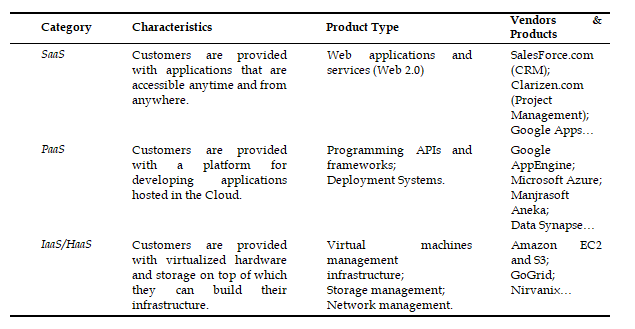 Category Characteristics Product Type Vendors & Products
SaaS
Customers are provided
with applications that are
accessible anytime and from
anywhere.
Web applications and
services (Web 2.0)
SalesForce.com
(CRM);
Clarizen.com
(Project
Management);
Google Apps…
PaaS
Customers are provided
with a platform for
developing applications
hosted in the Cloud.
Programming APIs and
frameworks;
Deployment Systems.
Google
AppEngine;
Microsoft Azure;
Manjrasoft
Aneka;
Data Synapse…
IaaS/HaaS
Customers are provided
with virtualized hardware
and storage on top of which
they can build their
infrastructure.
Virtual machines
management
infrastructure;
Storage management;
Network management.
Amazon EC2
and S3;
GoGrid;
Nirvanix…